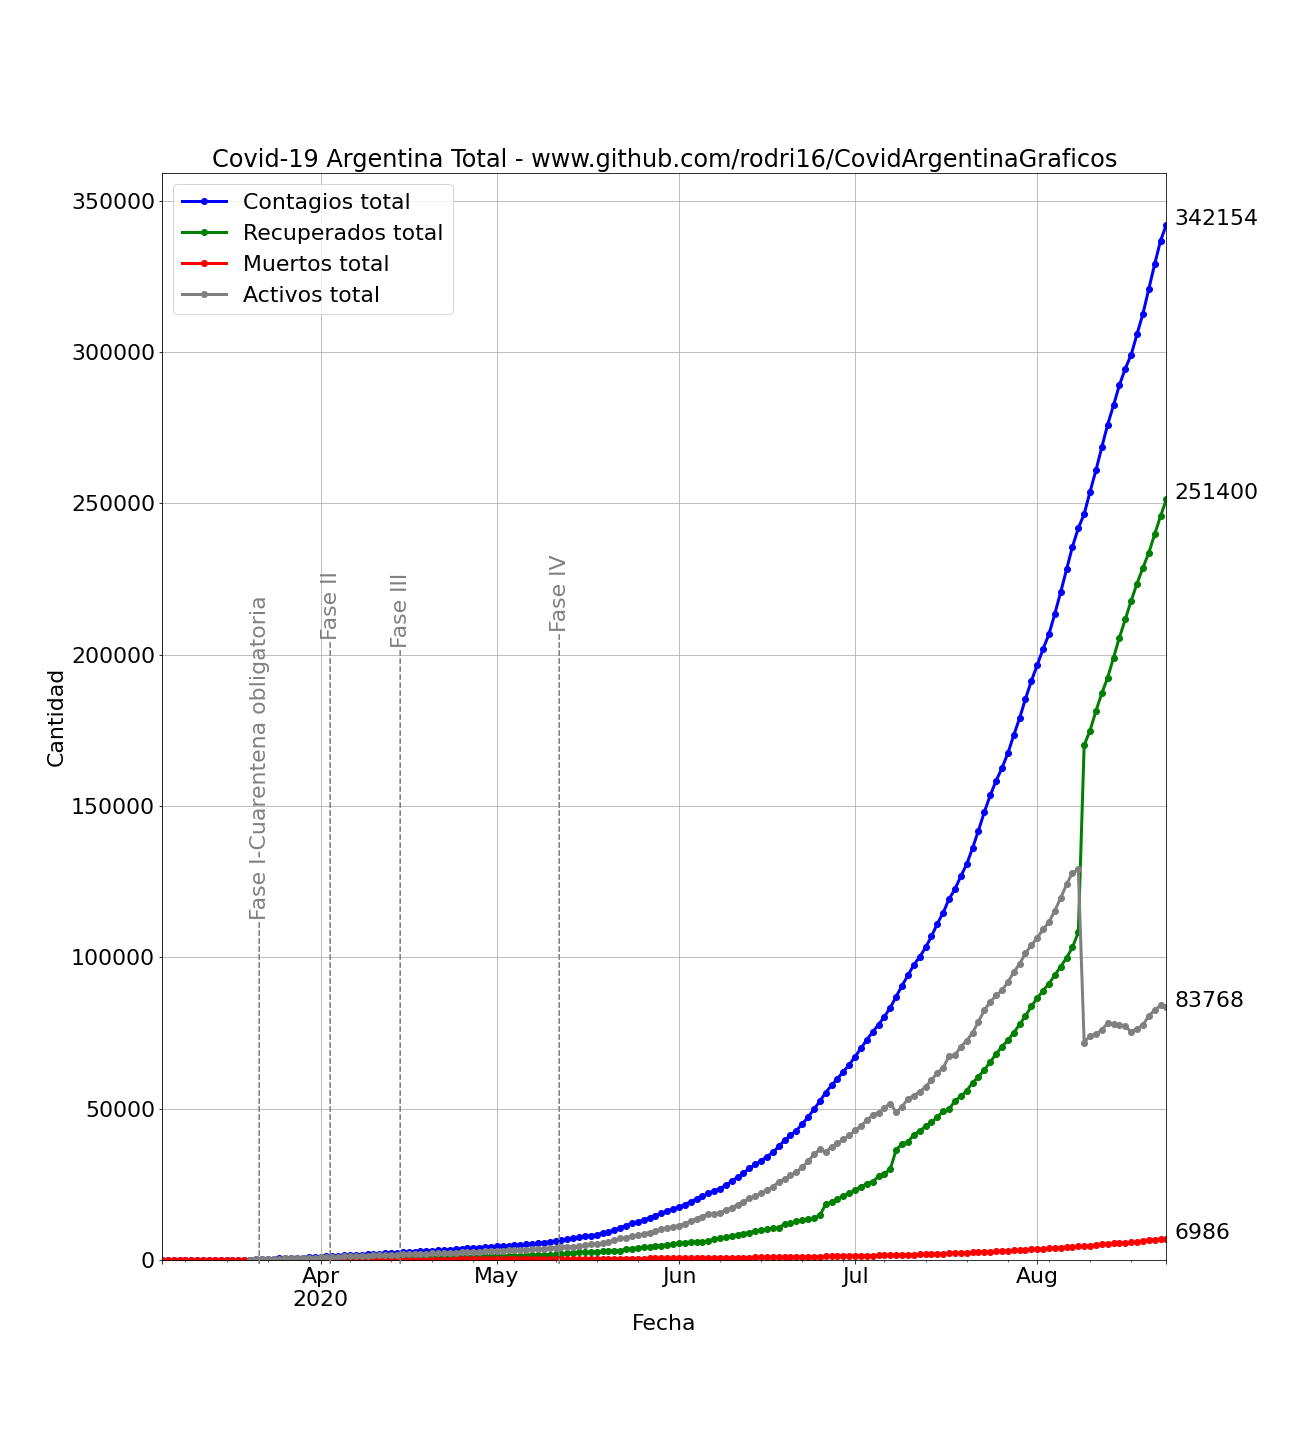 Covid-19 Argentina Total - www.github.com/rodri16/CovidArgentinaGraficos
Contagios total
Recuperados total
Muertos total
Activos total
350000
300000
250000
200000
150000
100000
50000
0
Cantidad
Fase I-Cuarentena obligatoria
Fase II
Fase III
Fase IV
342154
251400
83768
6986
Apr
2020
May
Jun
Jul
Aug
Fecha